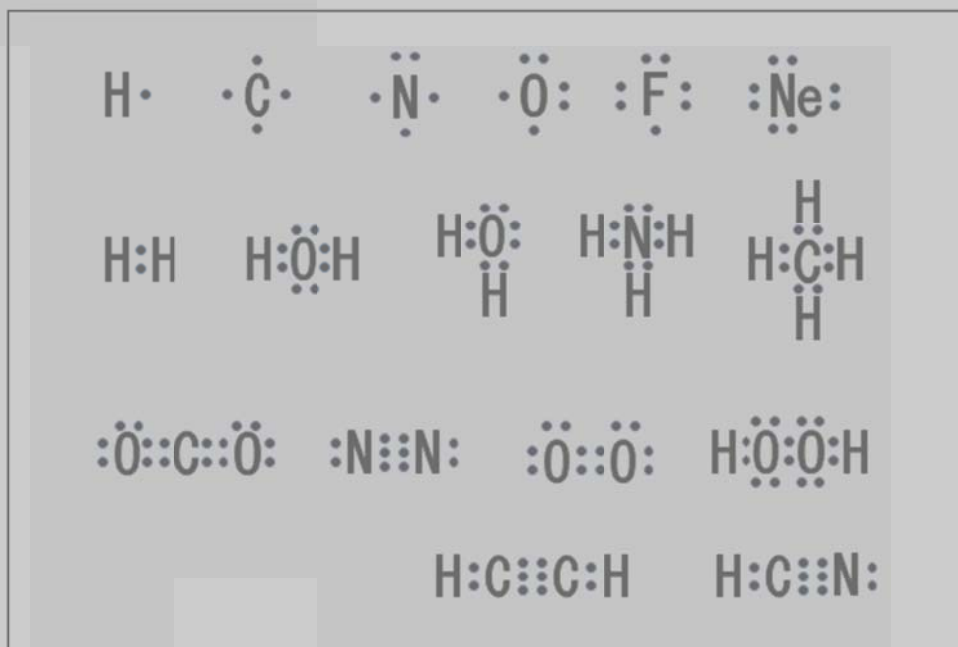 H· ·C· ·N· ·O: :F: :Ne:
H
H:H H:O:H H:O: H:N:H H:C:H
H H H
:O::C::O: :N⋮⋮N: :O::O: H:O:O:H
H:C⋮⋮C:H H:C⋮⋮N: